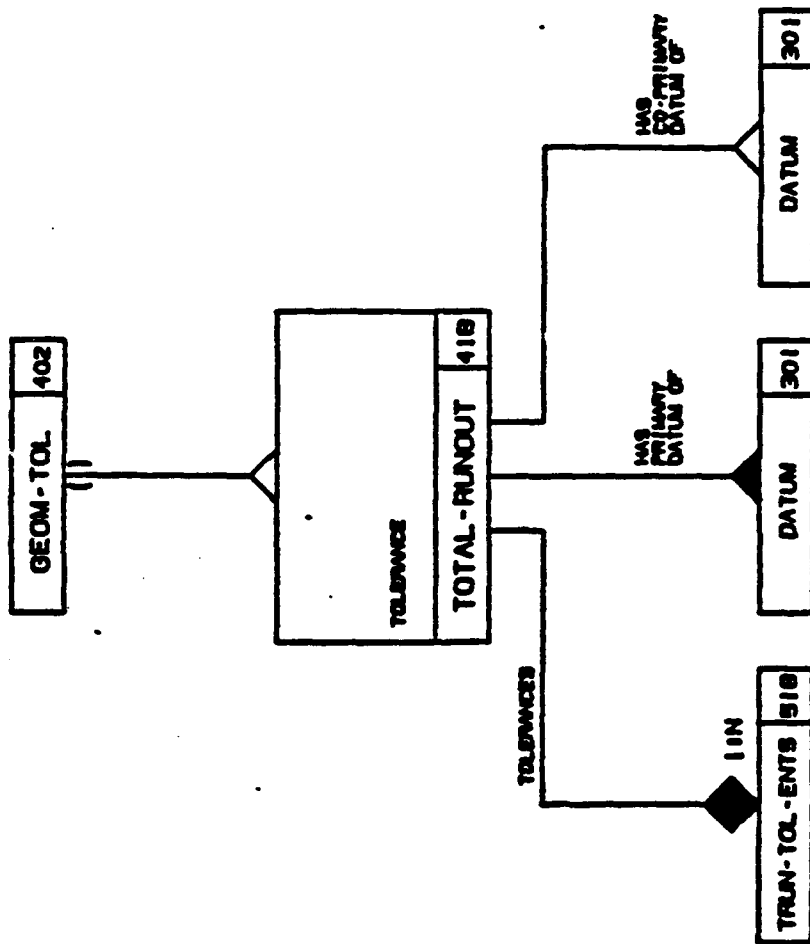 GEOM-TOL 402
TOLERANCE
TOTAL-RUNOUT 418
TOLERANCES
HAS
PRIMARY
DATUM OF
HAS
CO-PRIMARY
DATUM OF
1IN
TRUN-TOL-ENTS 518
DATUM 301
DATUM 301